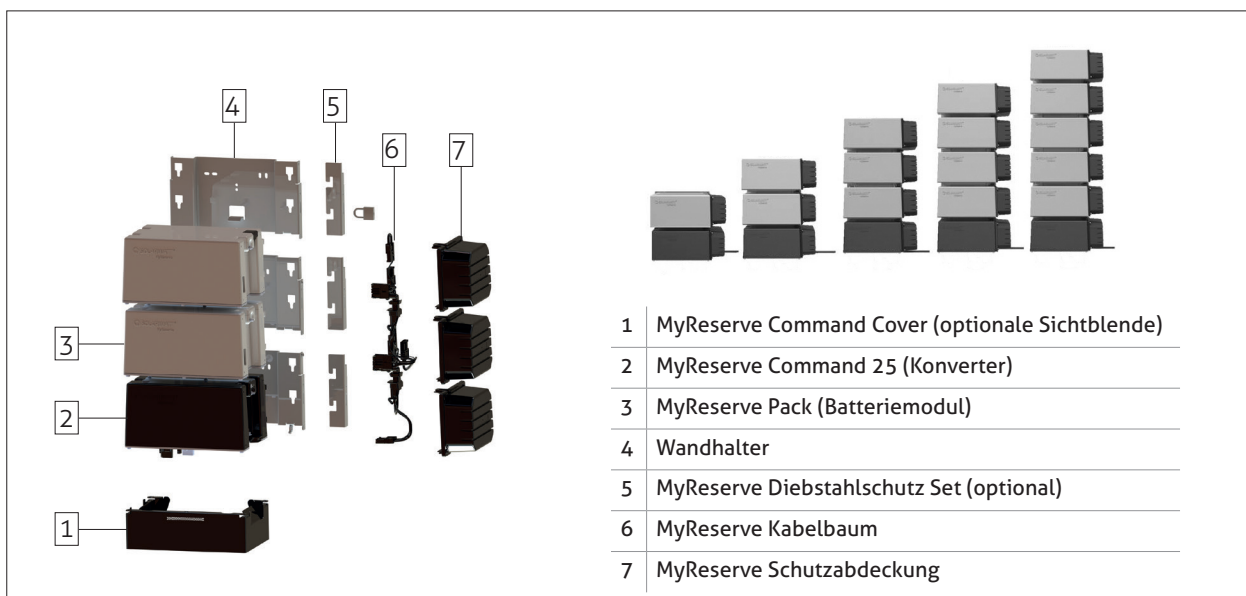 4
5
6
7
3
2
1
1 MyReserve Command Cover (optionale Sichtblende)
2 MyReserve Command 25 (Konverter)
3 MyReserve Pack (Batteriemodul)
4 Wandhalter
5 MyReserve Diebstahlschutz Set (optional)
6 MyReserve Kabelbaum
7 MyReserve Schutzabdeckung